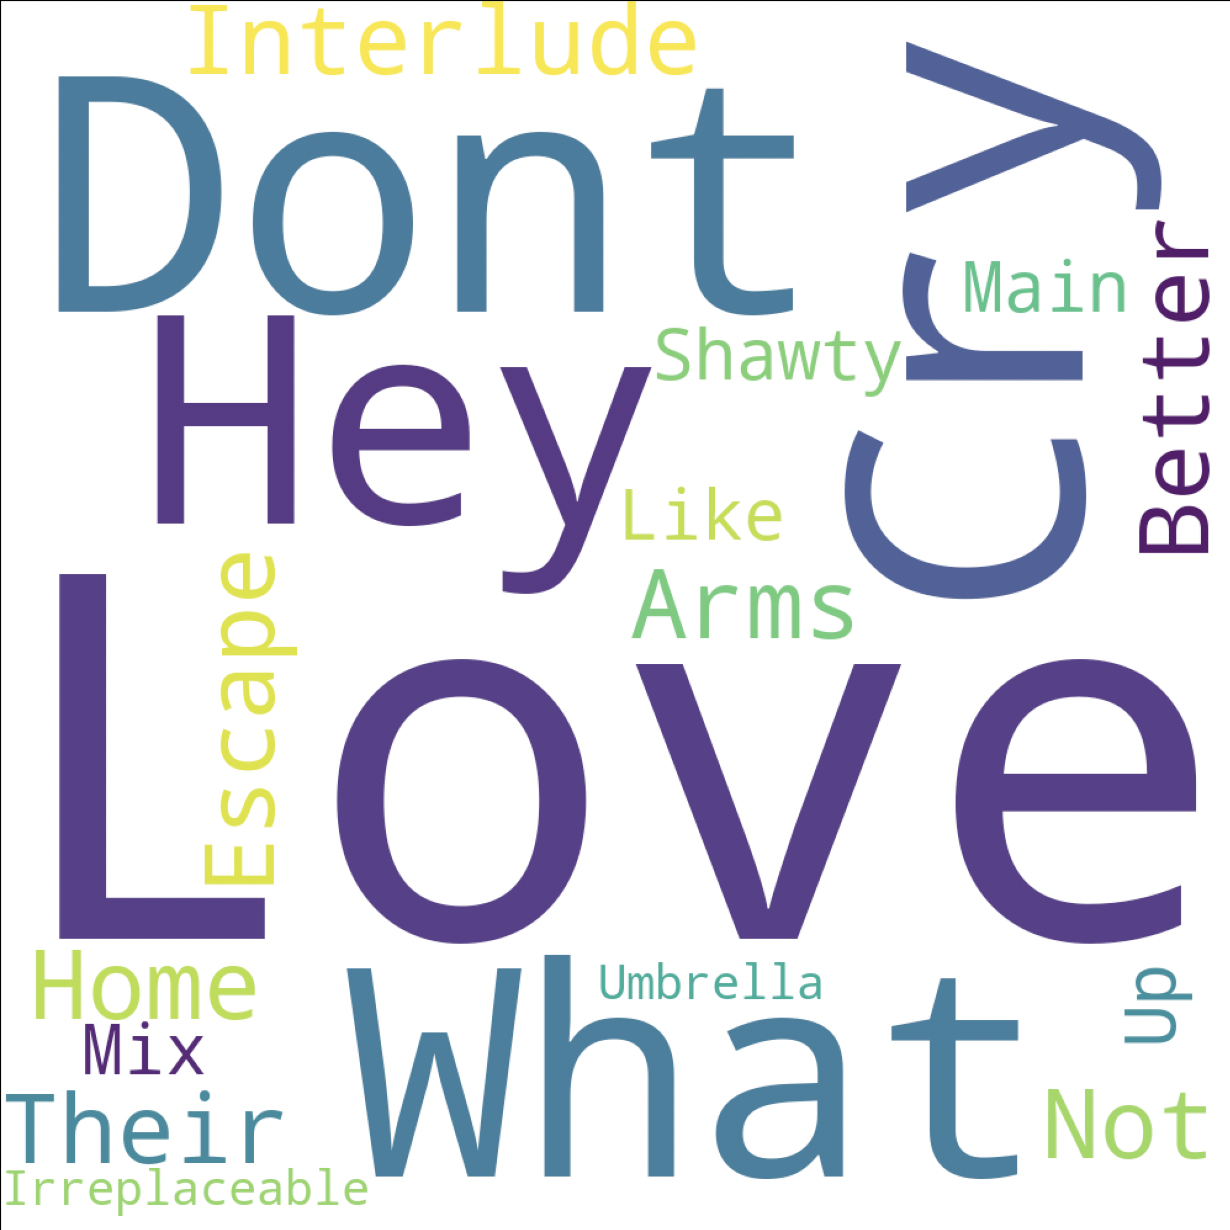 Interlude
Dont
Cry
Better
Main
Hey
Shawty
Like
Escape
Arms
Love
Home
What
Umbrella
Up
Mix
Their
Not
Irreplaceable